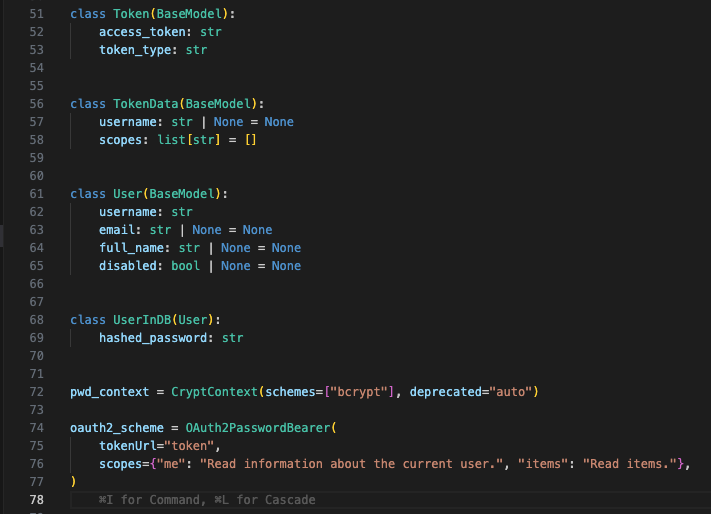 51 class Token(BaseModel):
52     access_token: str
53     token_type: str
54
55
56 class TokenData(BaseModel):
57     username: str | None = None
58     scopes: list[str] = []
59
60
61 class User(BaseModel):
62     username: str
63     email: str | None = None
64     full_name: str | None = None
65     disabled: bool | None = None
66
67
68 class UserInDB(User):
69     hashed_password: str
70
71
72 pwd_context = CryptContext(schemes=["bcrypt"], deprecated="auto")
73
74 oauth2_scheme = OAuth2PasswordBearer(
75     tokenUrl="token",
76     scopes={"me": "Read information about the current user.", "items": "Read items."},
77 )
78     ⌘I for Command, ⌘L for Cascade